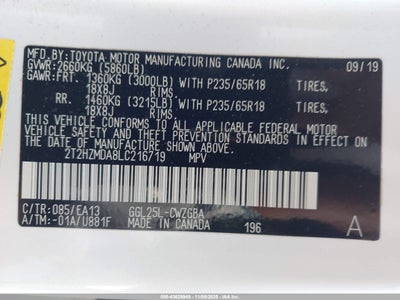 MFD. BY:TOYOTA MOTOR MANUFACTURING CANADA INC.
GVWR:2660KG (5860LB) 09/19
GAWR:FRT. 1360KG (3000LB) WITH P235/65R18 TIRES,
18X8J RIMS,
RR. 1460KG (3215LB) WITH P235/65R18 TIRES,
18X8J RIMS,
THIS VEHICLE CONFORMS TO ALL APPLICABLE FEDERAL MOTOR
VEHICLE SAFETY AND THEFT PREVENTION STANDARDS IN EFFECT ON
THE DATE OF MANUFACTURE SHOWN ABOVE.
2T2HZMDA8LC216719 MPV
C/TR:085/EA13 GGL25L-CWZGBA A
A/TM:-01A/U881F MADE IN CANADA 196